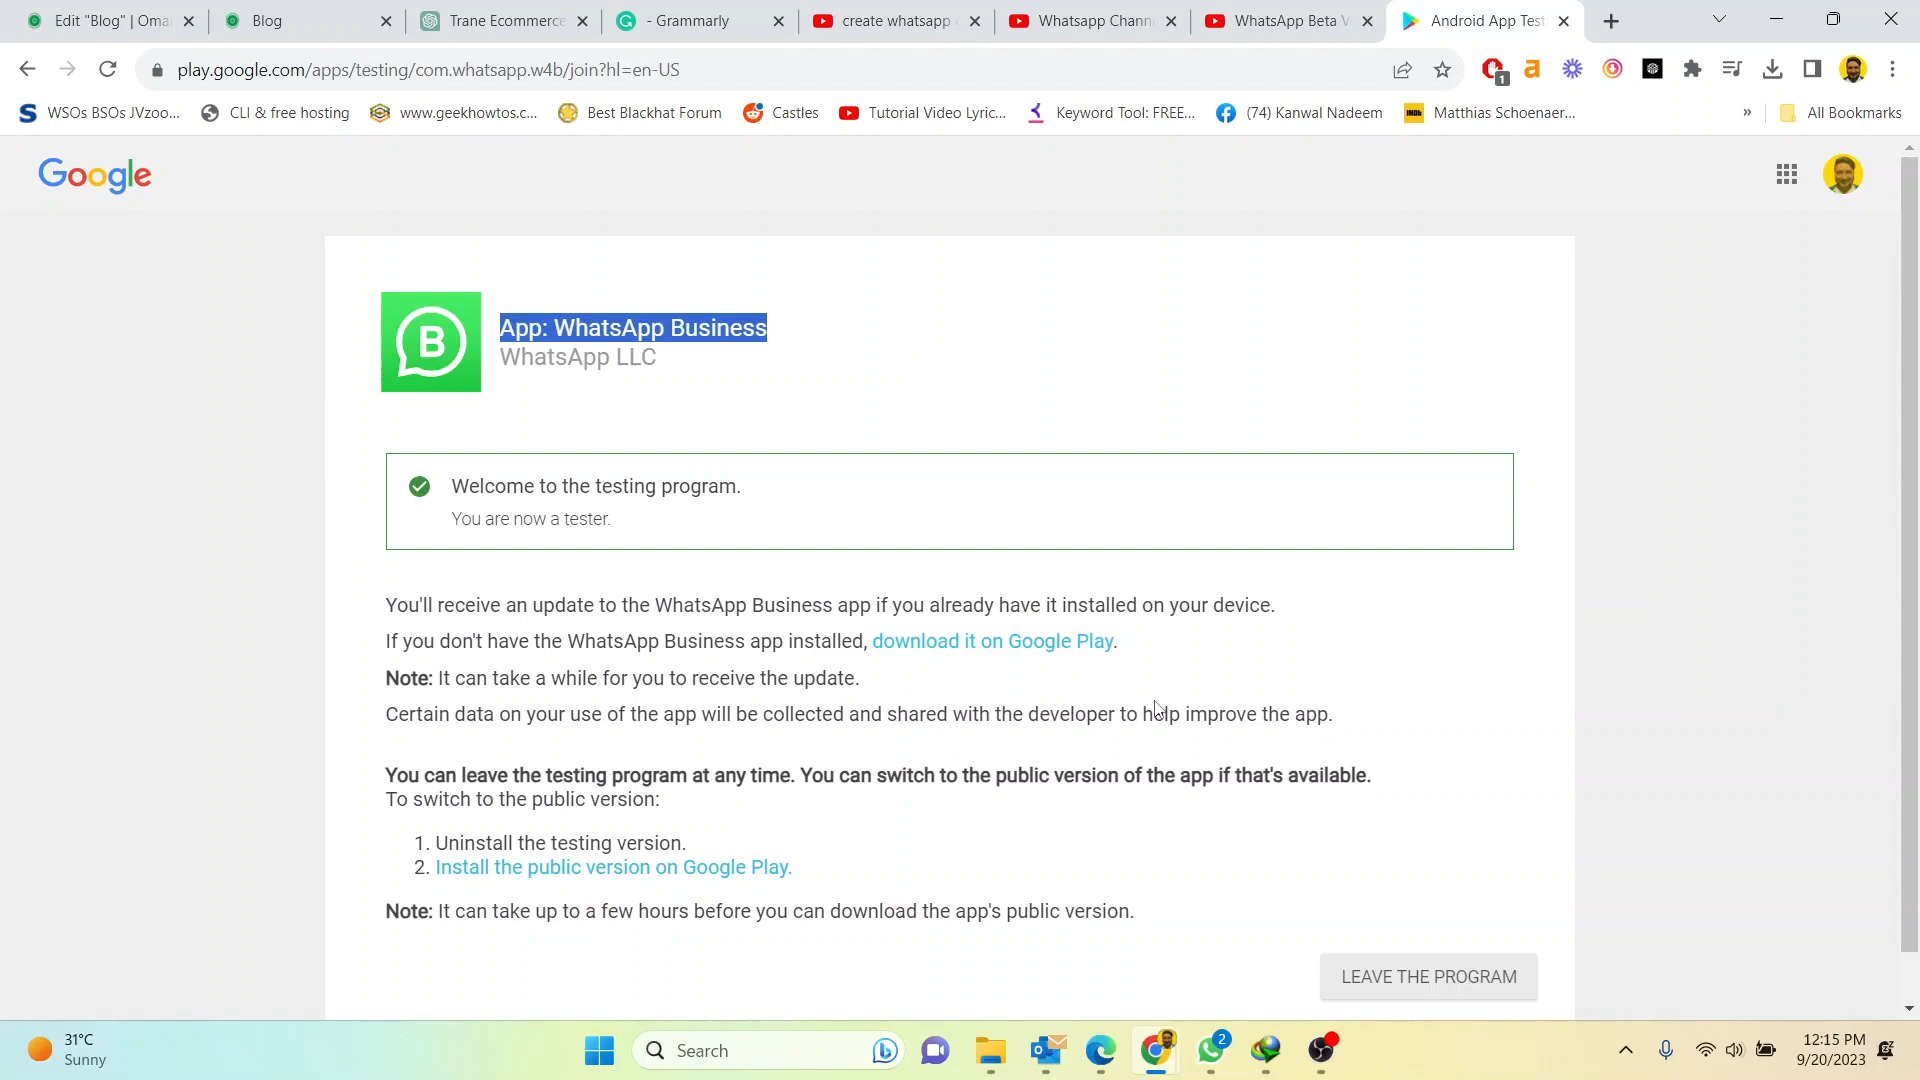 Edit "Blog" | Oma
Blog
Trane Ecommerce
- Grammarly
create whatsapp
Whatsapp Chann
WhatsApp Beta V
Android App Test
play.google.com/apps/testing/com.whatsapp.w4b/join?hl=en-US
1
a
S
WSOs BSOs JVzoo...
CLI & free hosting
www.geekhowtos.c...
Best Blackhat Forum
Castles
Tutorial Video Lyric...
Keyword Tool: FREE...
(74) Kanwal Nadeem
IMDb
Matthias Schoenaer...
»
All Bookmarks
Google
B
App: WhatsApp Business
WhatsApp LLC
Welcome to the testing program.
You are now a tester.
You'll receive an update to the WhatsApp Business app if you already have it installed on your device.
If you don't have the WhatsApp Business app installed, download it on Google Play.
Note: It can take a while for you to receive the update.
Certain data on your use of the app will be collected and shared with the developer to help improve the app.
You can leave the testing program at any time. You can switch to the public version of the app if that's available.
To switch to the public version:
1. Uninstall the testing version.
2. Install the public version on Google Play.
Note: It can take up to a few hours before you can download the app's public version.
LEAVE THE PROGRAM
31°C
Sunny
Search
2
12:15 PM
9/20/2023